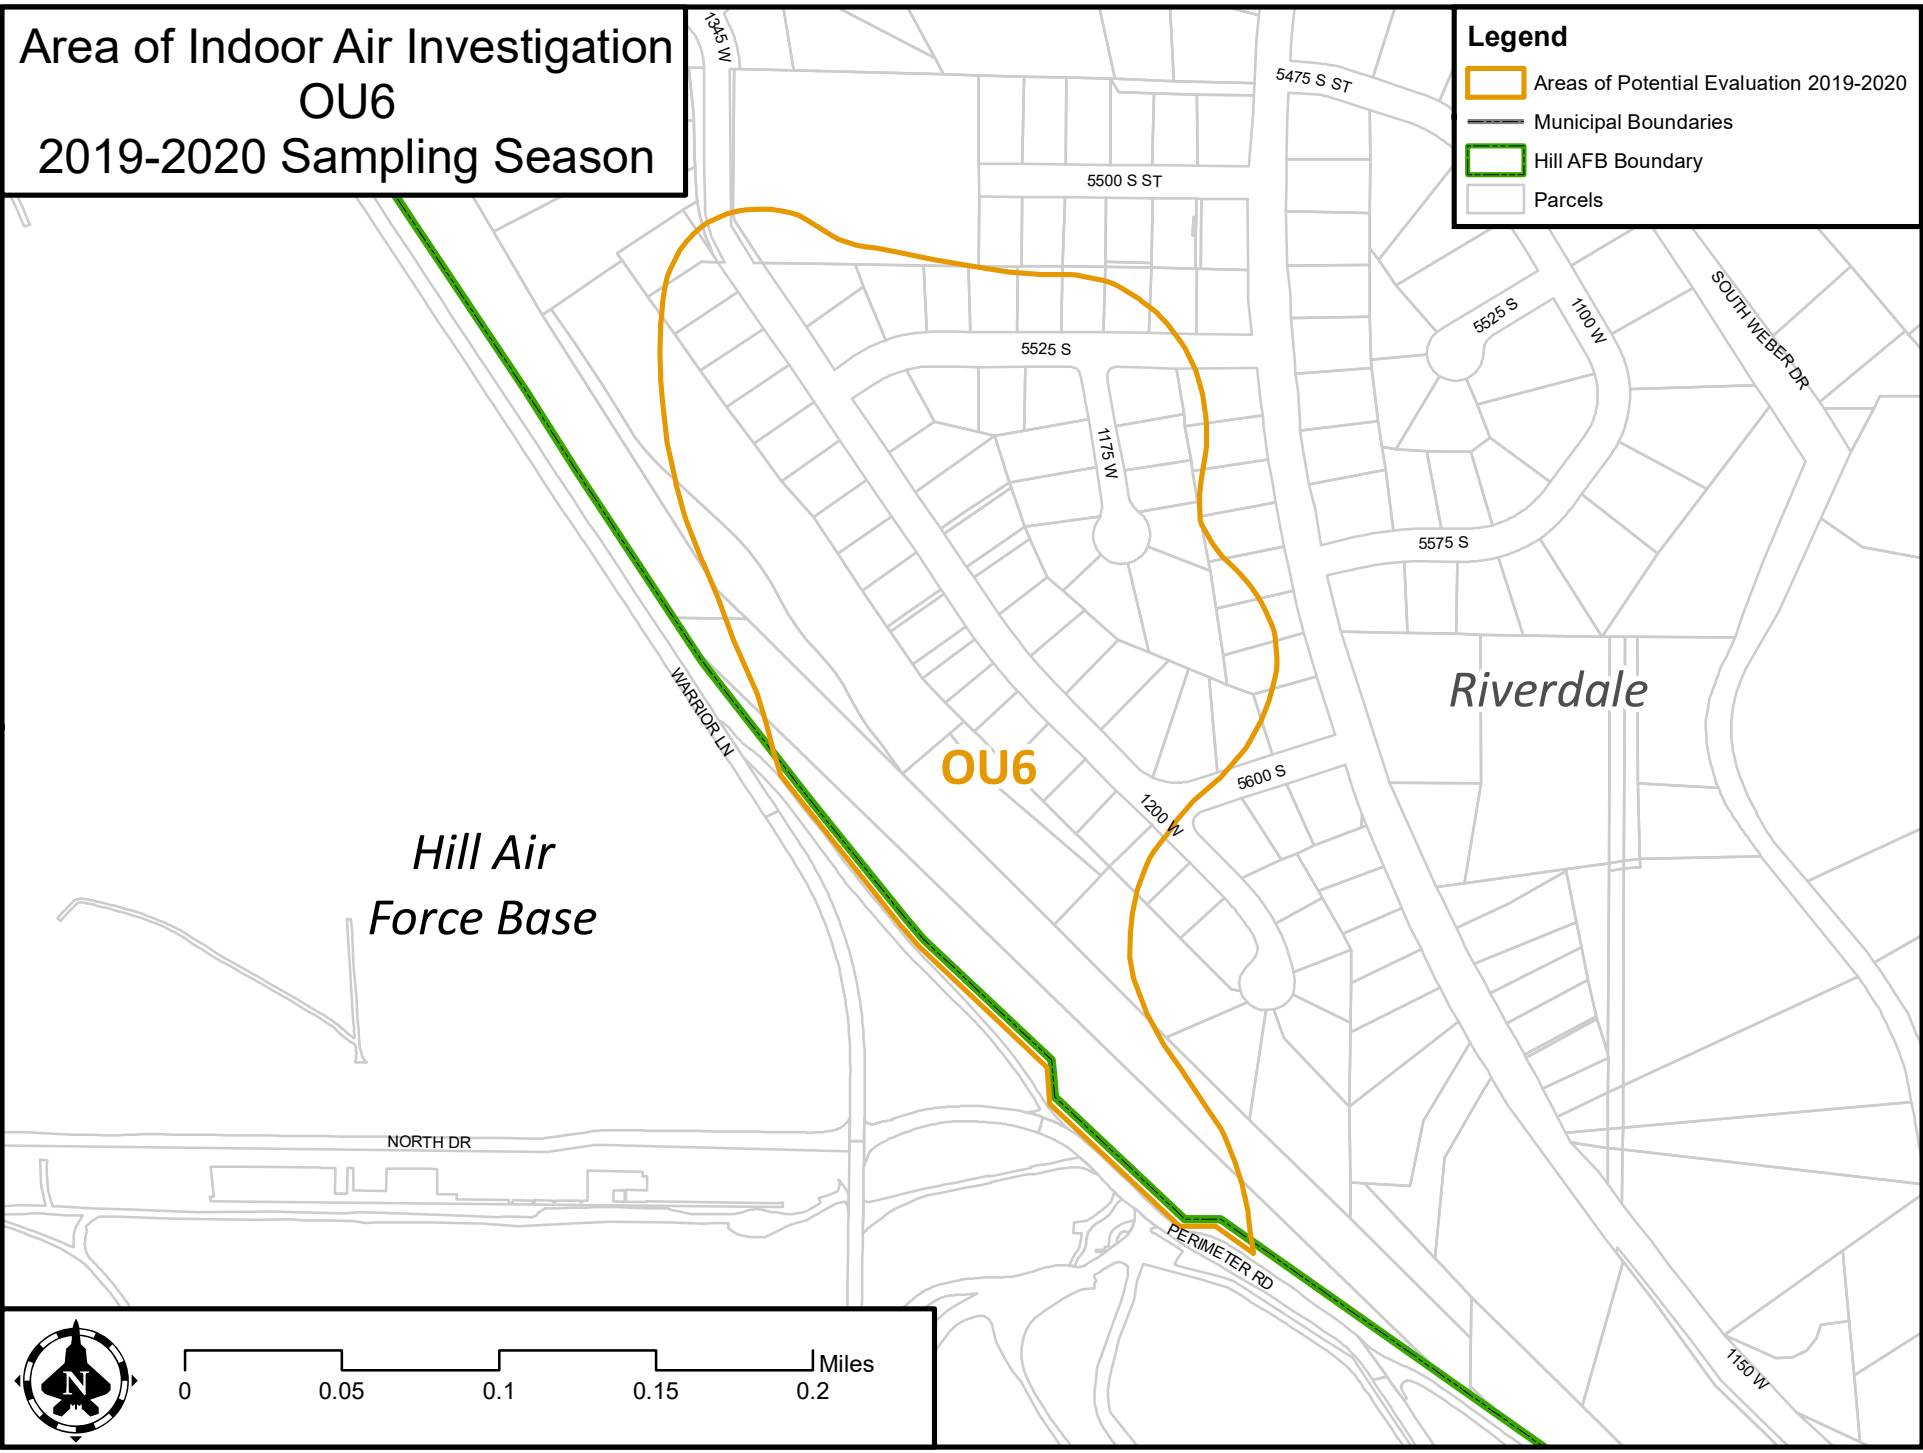 Area of Indoor Air Investigation
OU6
2019-2020 Sampling Season
Legend
Areas of Potential Evaluation 2019-2020
Municipal Boundaries
Hill AFB Boundary
Parcels
1345 W
5475 S ST
5500 S ST
5525 S
1100 W
SOUTH WEBER DR
5525 S
1175 W
5575 S
Riverdale
WARRIOR LN
OU6
5600 S
1200 W
Hill Air
Force Base
NORTH DR
PERIMETER RD
1150 W
N
0
0.05
0.1
0.15
0.2
Miles